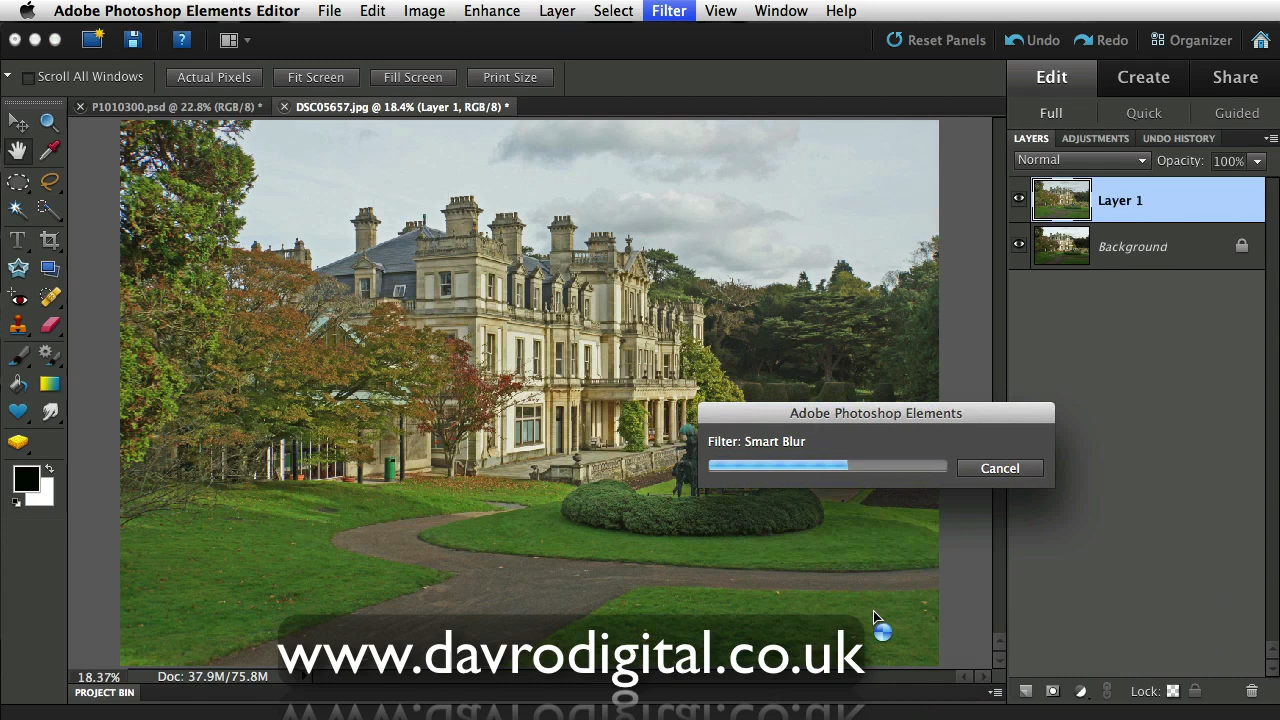 Adobe Photoshop Elements Editor File Edit Image Enhance Layer Select Filter View Window Help
? Reset Panels Undo Redo Organizer
Scroll All Windows Actual Pixels Fit Screen Fill Screen Print Size Edit Create Share
P1010300.psd @ 22.8% (RGB/8) * DSC05657.jpg @ 18.4% (Layer 1, RGB/8) * Full Quick Guided
LAYERS ADJUSTMENTS UNDO HISTORY
Normal Opacity: 100%
Layer 1
Background
T
Adobe Photoshop Elements
Filter: Smart Blur
Cancel
www.davrodigital.co.uk
18.37% Doc: 37.9M/75.8M
PROJECT BIN Lock: